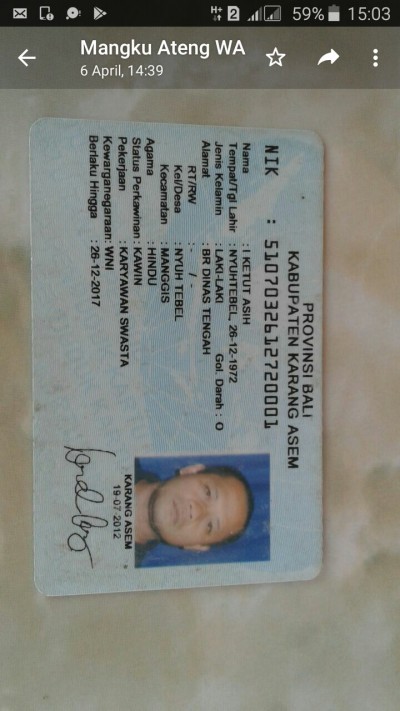 2 59% 15:03
Mangku Ateng WA
6 April, 14:39
PROVINSI BALI
KABUPATEN KARANG ASEM
NIK : 5107032612720001
Nama : I KETUT ASIH
Tempat/Tgl Lahir : NYUHTEBEL, 26-12-1972
Jenis Kelamin : LAKI-LAKI Gol. Darah : O
Alamat : BR DINAS TENGAH
RT/RW : - / -
Kel/Desa : NYUH TEBEL
Kecamatan : MANGGIS
Agama : HINDU
Status Perkawinan : KAWIN
Pekerjaan : KARYAWAN SWASTA
Kewarganegaraan: WNI
Berlaku Hingga : 26-12-2017
KARANG ASEM
19-07-2012